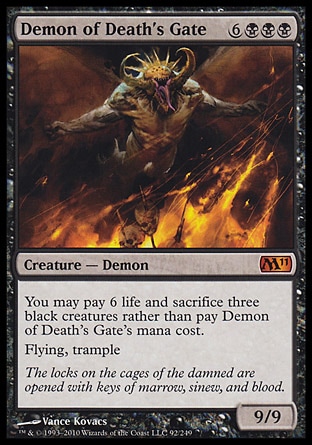 Demon of Death's Gate 6
Creature — Demon
M11
You may pay 6 life and sacrifice three
black creatures rather than pay Demon
of Death's Gate's mana cost.
Flying, trample
The locks on the cages of the damned are
opened with keys of marrow, sinew, and blood.
Vance Kovacs
™ & © 1993–2010 Wizards of the Coast LLC 92/249
9/9